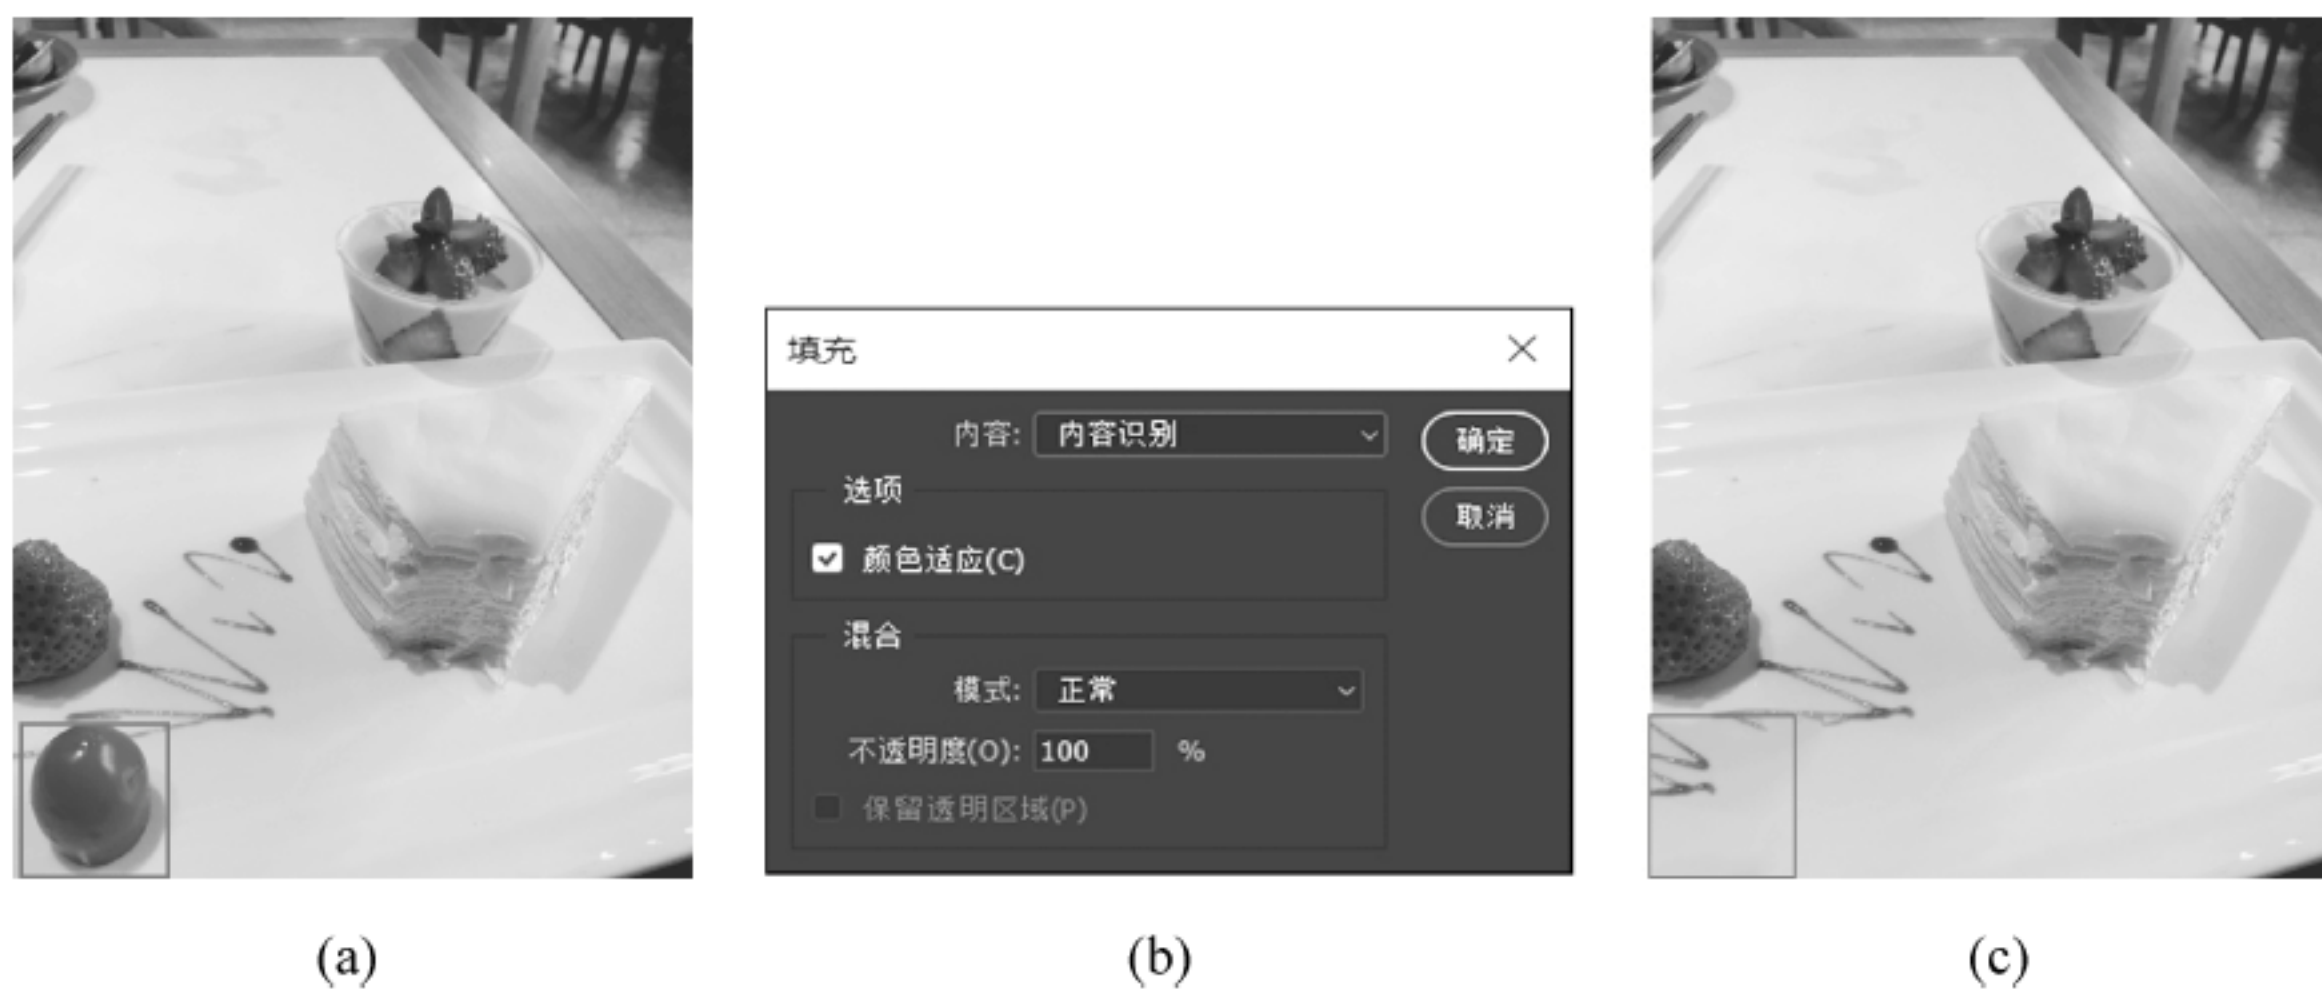 填充
内容: 内容识别
确定
选项
取消
颜色适应(C)
混合
模式: 正常
不透明度(O): 100 %
保留透明区域(P)
(a) (b) (c)